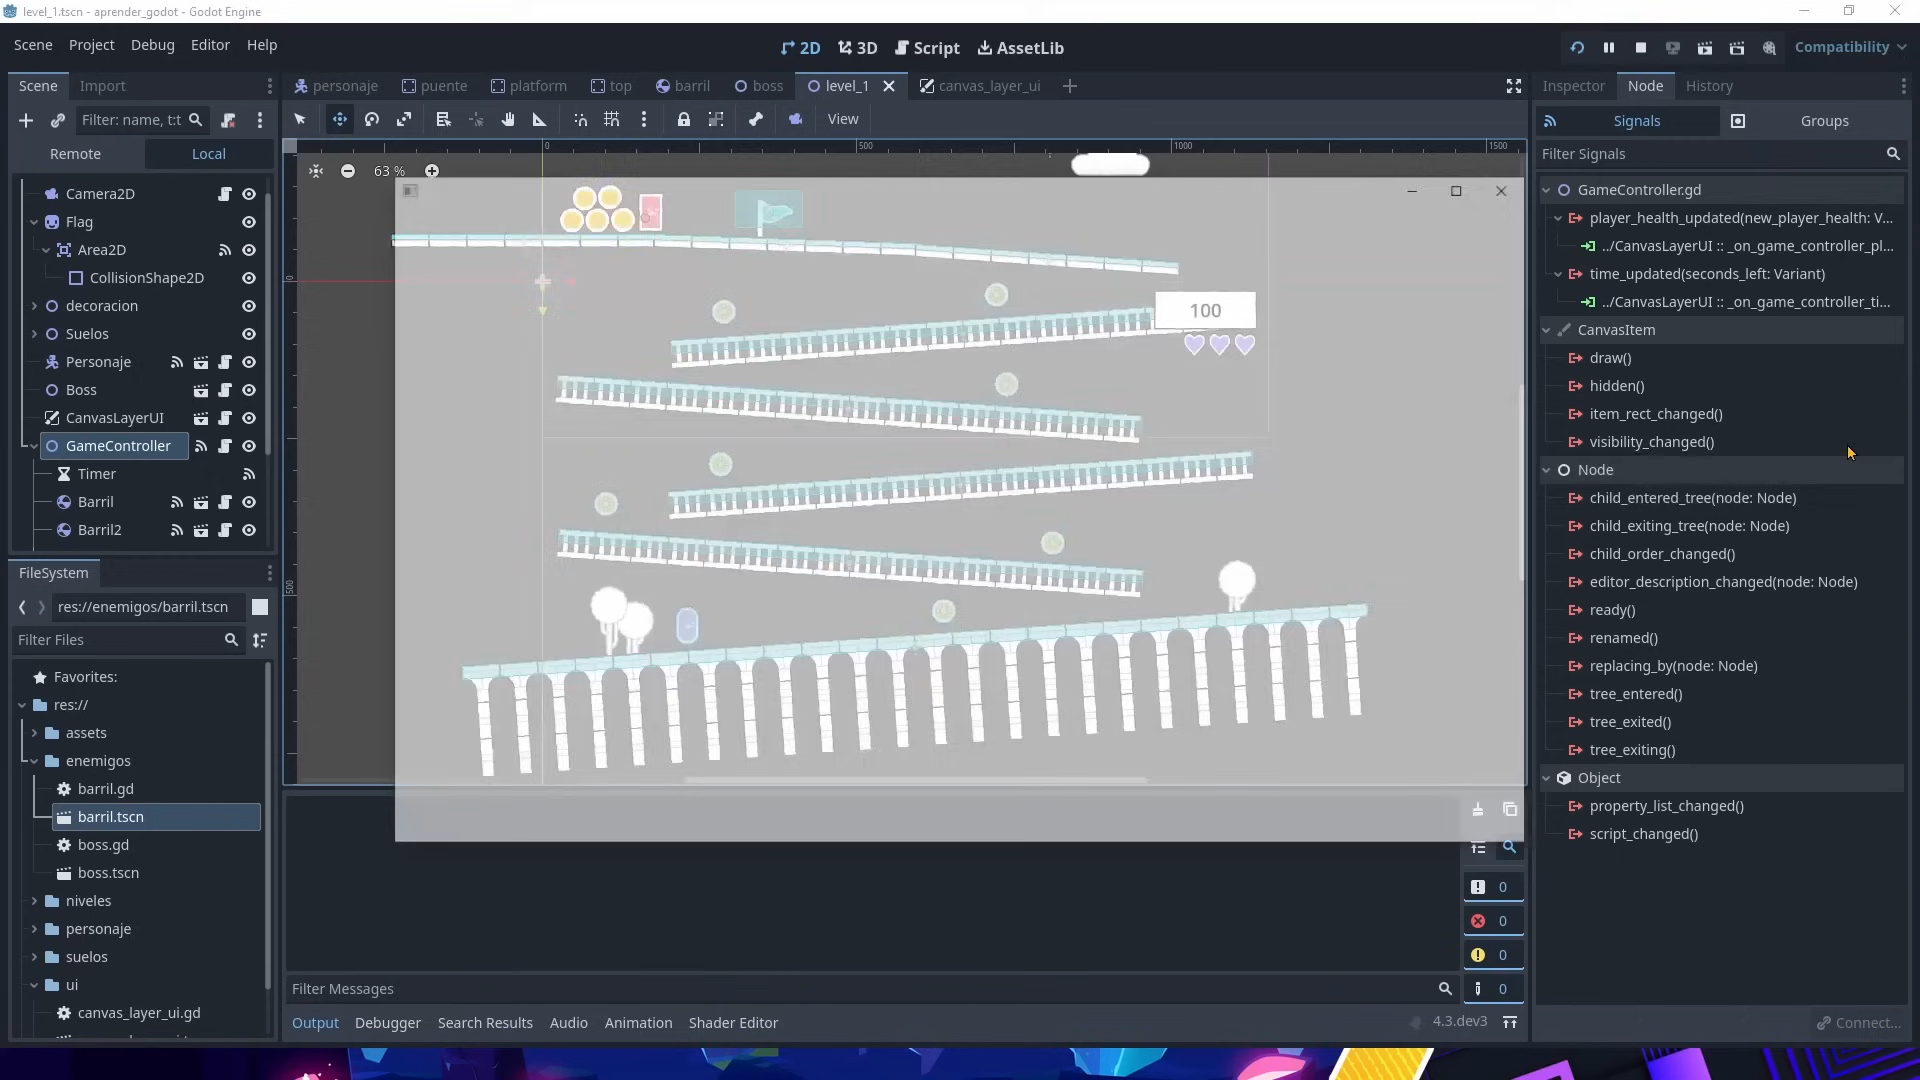 level_1.tscn - aprender_godot - Godot Engine
Scene Project Debug Editor Help
2D 3D Script AssetLib
Compatibility
Scene Import
personaje puente platform top barril boss level_1 canvas_layer_ui
Inspector Node History
Filter: name, t:t
View
Signals Groups
Remote Local
Filter Signals
0 500 1000 1500
63 %
Camera2D
Flag
Area2D
CollisionShape2D
decoracion
Suelos
Personaje
Boss
CanvasLayerUI
GameController
Timer
Barril
Barril2
0
500
100
GameController.gd
player_health_updated(new_player_health: V...
../CanvasLayerUI :: _on_game_controller_pl...
time_updated(seconds_left: Variant)
../CanvasLayerUI :: _on_game_controller_ti...
CanvasItem
draw()
hidden()
item_rect_changed()
visibility_changed()
Node
child_entered_tree(node: Node)
child_exiting_tree(node: Node)
child_order_changed()
editor_description_changed(node: Node)
ready()
renamed()
replacing_by(node: Node)
tree_entered()
tree_exited()
tree_exiting()
Object
property_list_changed()
script_changed()
Connect...
FileSystem
res://enemigos/barril.tscn
Filter Files
Favorites:
res://
assets
enemigos
barril.gd
barril.tscn
boss.gd
boss.tscn
niveles
personaje
suelos
ui
canvas_layer_ui.gd
0
0
0
0
Filter Messages
Output Debugger Search Results Audio Animation Shader Editor
4.3.dev3